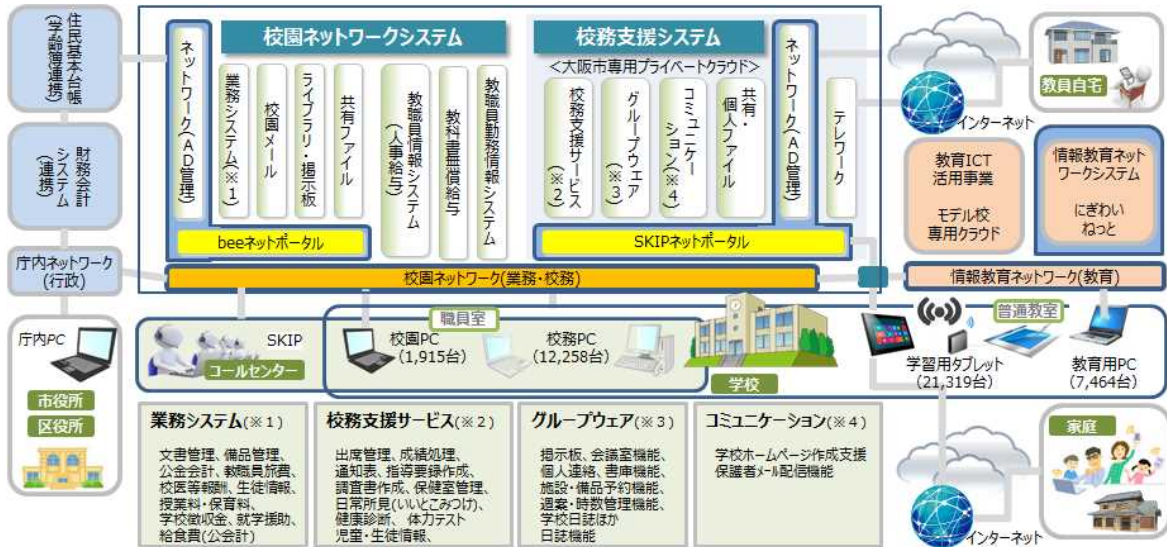 住民基本台帳
(学齢簿連携)
財務会計
システム
(連携)
庁内ネットワーク
(行政)
庁内PC
市役所
区役所
校園ネットワークシステム
ネットワーク(AD管理)
業務システム(※1)
校園メール
ライブラリ・掲示板
共有ファイル
教職員情報システム
(人事給与)
教科書無償給与
教職員勤務情報システム
beeネットポータル
校務支援システム
<大阪市専用プライベートクラウド>
校務支援サービス
(※2)
グループウェア
(※3)
コミュニケー
ション(※4)
共有・
個人ファイル
ネットワーク(AD管理)
テレワーク
SKIPネットポータル
校園ネットワーク(業務・校務)
インターネット
教員自宅
教育ICT
活用事業
モデル校
専用クラウド
情報教育ネット
ワークシステム
にぎわい
ねっと
情報教育ネットワーク(教育)
SKIP
コールセンター
職員室
校園PC
(1,915台)
校務PC
(12,258台)
学校
普通教室
学習用タブレット
(21,319台)
教育用PC
(7,464台)
業務システム(※1)
文書管理、備品管理、
公金会計、教職員旅費、
校医等報酬、生徒情報、
授業料・保育料、
学校徴収金、就学援助、
給食費(公会計)
校務支援サービス(※2)
出席管理、成績処理、
通知表、指導要録作成、
調査書作成、保健室管理、
日常所見(いいとこみつけ)、
健康診断、体力テスト
児童・生徒情報、
グループウェア(※3)
掲示板、会議室機能、
個人連絡、書庫機能、
施設・備品予約機能、
週案・時数管理機能、
学校日誌ほか
日誌機能
コミュニケーション(※4)
学校ホームページ作成支援
保護者メール配信機能
インターネット
家庭